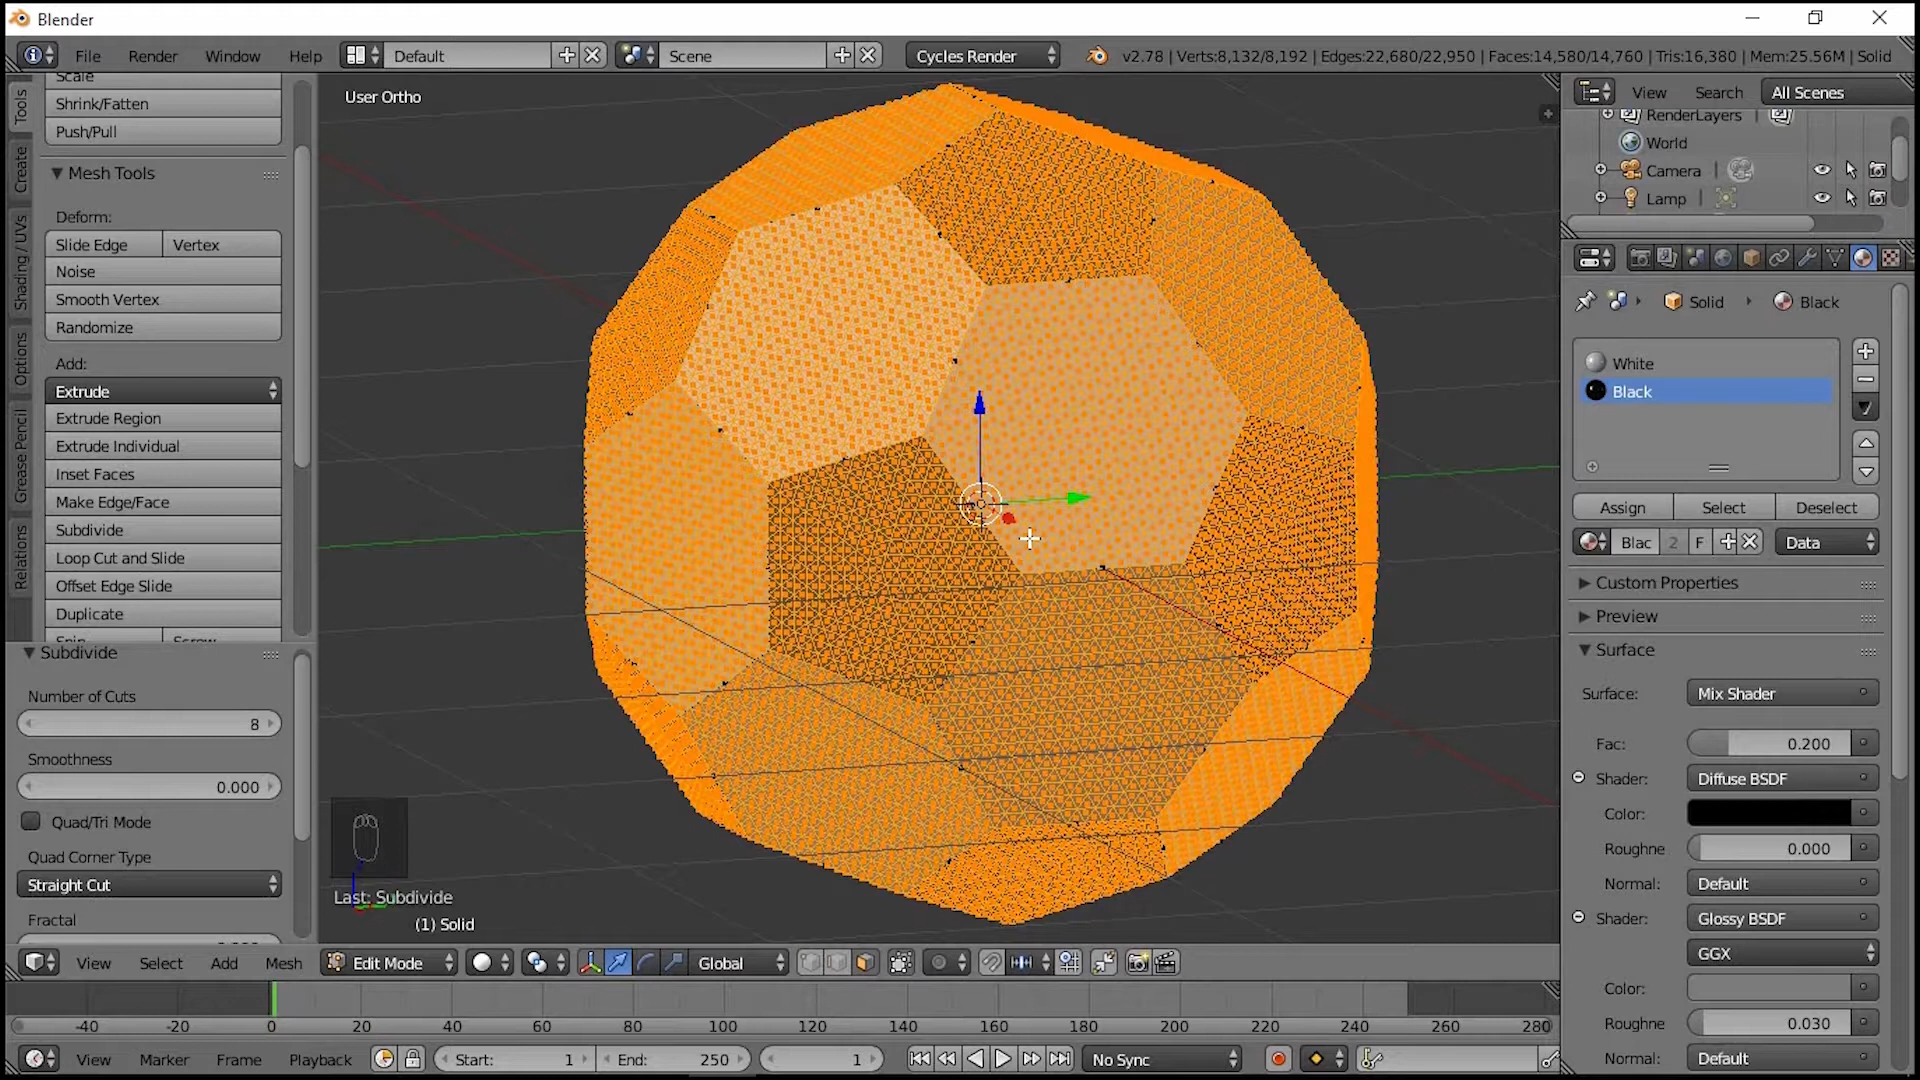 Blender
File Render Window Help Default Scene Cycles Render v2.78 | Verts:8,132/8,192 | Edges:22,680/22,950 | Faces:14,580/14,760 | Tris:16,380 | Mem:25.56M | Solid
Tools
Create
Shading / UVs
Options
Grease Pencil
Relations
Scale
Shrink/Fatten
Push/Pull
Mesh Tools
Deform:
Slide Edge Vertex
Noise
Smooth Vertex
Randomize
Add:
Extrude
Extrude Region
Extrude Individual
Inset Faces
Make Edge/Face
Subdivide
Loop Cut and Slide
Offset Edge Slide
Duplicate
Spin Screw
Subdivide
Number of Cuts
8
Smoothness
0.000
Quad/Tri Mode
Quad Corner Type
Straight Cut
Fractal
User Ortho
Last: Subdivide
(1) Solid
View Select Add Mesh Edit Mode Global
-40 -20 0 20 40 60 80 100 120 140 160 180 200 220 240 260 280
View Marker Frame Playback Start: 1 End: 250 1 No Sync
View Search All Scenes
RenderLayers
World
Camera
Lamp
Solid Black
White
Black
Assign Select Deselect
Blac 2 F Data
Custom Properties
Preview
Surface
Surface: Mix Shader
Fac: 0.200
Shader: Diffuse BSDF
Color:
Roughne 0.000
Normal: Default
Shader: Glossy BSDF
GGX
Color:
Roughne 0.030
Normal: Default